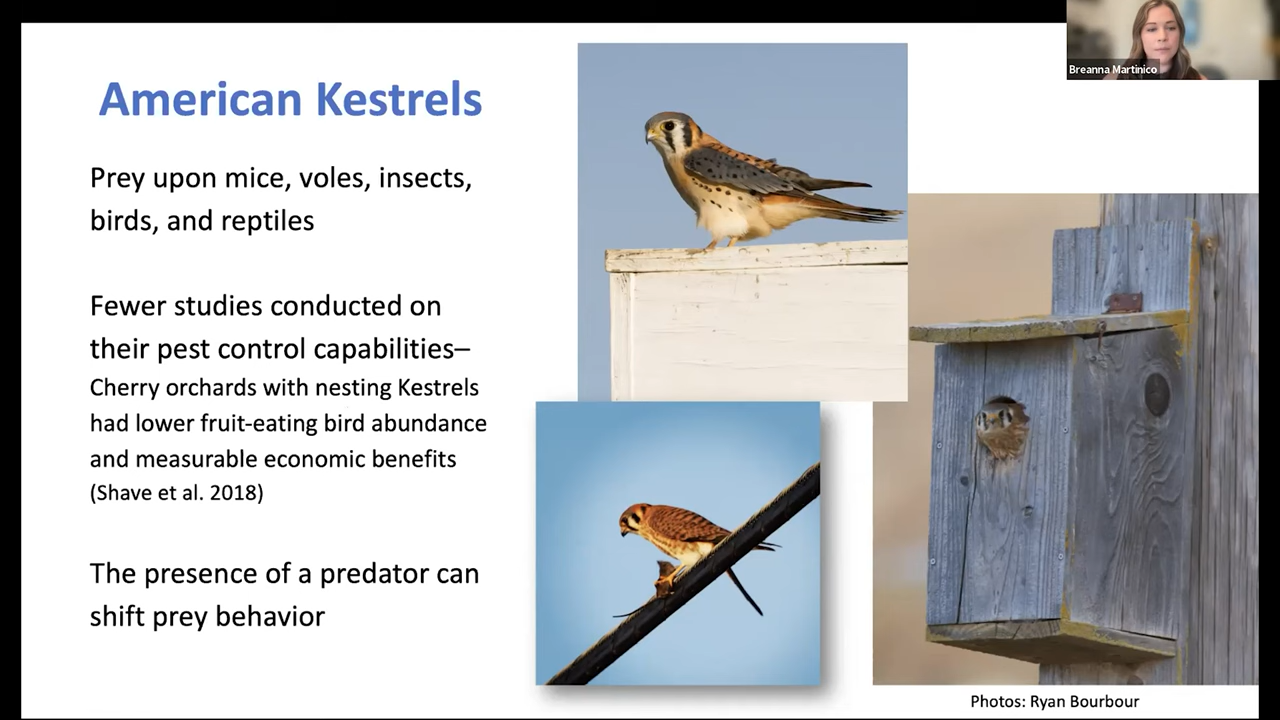 American Kestrels
Prey upon mice, voles, insects,
birds, and reptiles
Fewer studies conducted on
their pest control capabilities–
Cherry orchards with nesting Kestrels
had lower fruit-eating bird abundance
and measurable economic benefits
(Shave et al. 2018)
The presence of a predator can
shift prey behavior
Breanna Martinico
Photos: Ryan Bourbour